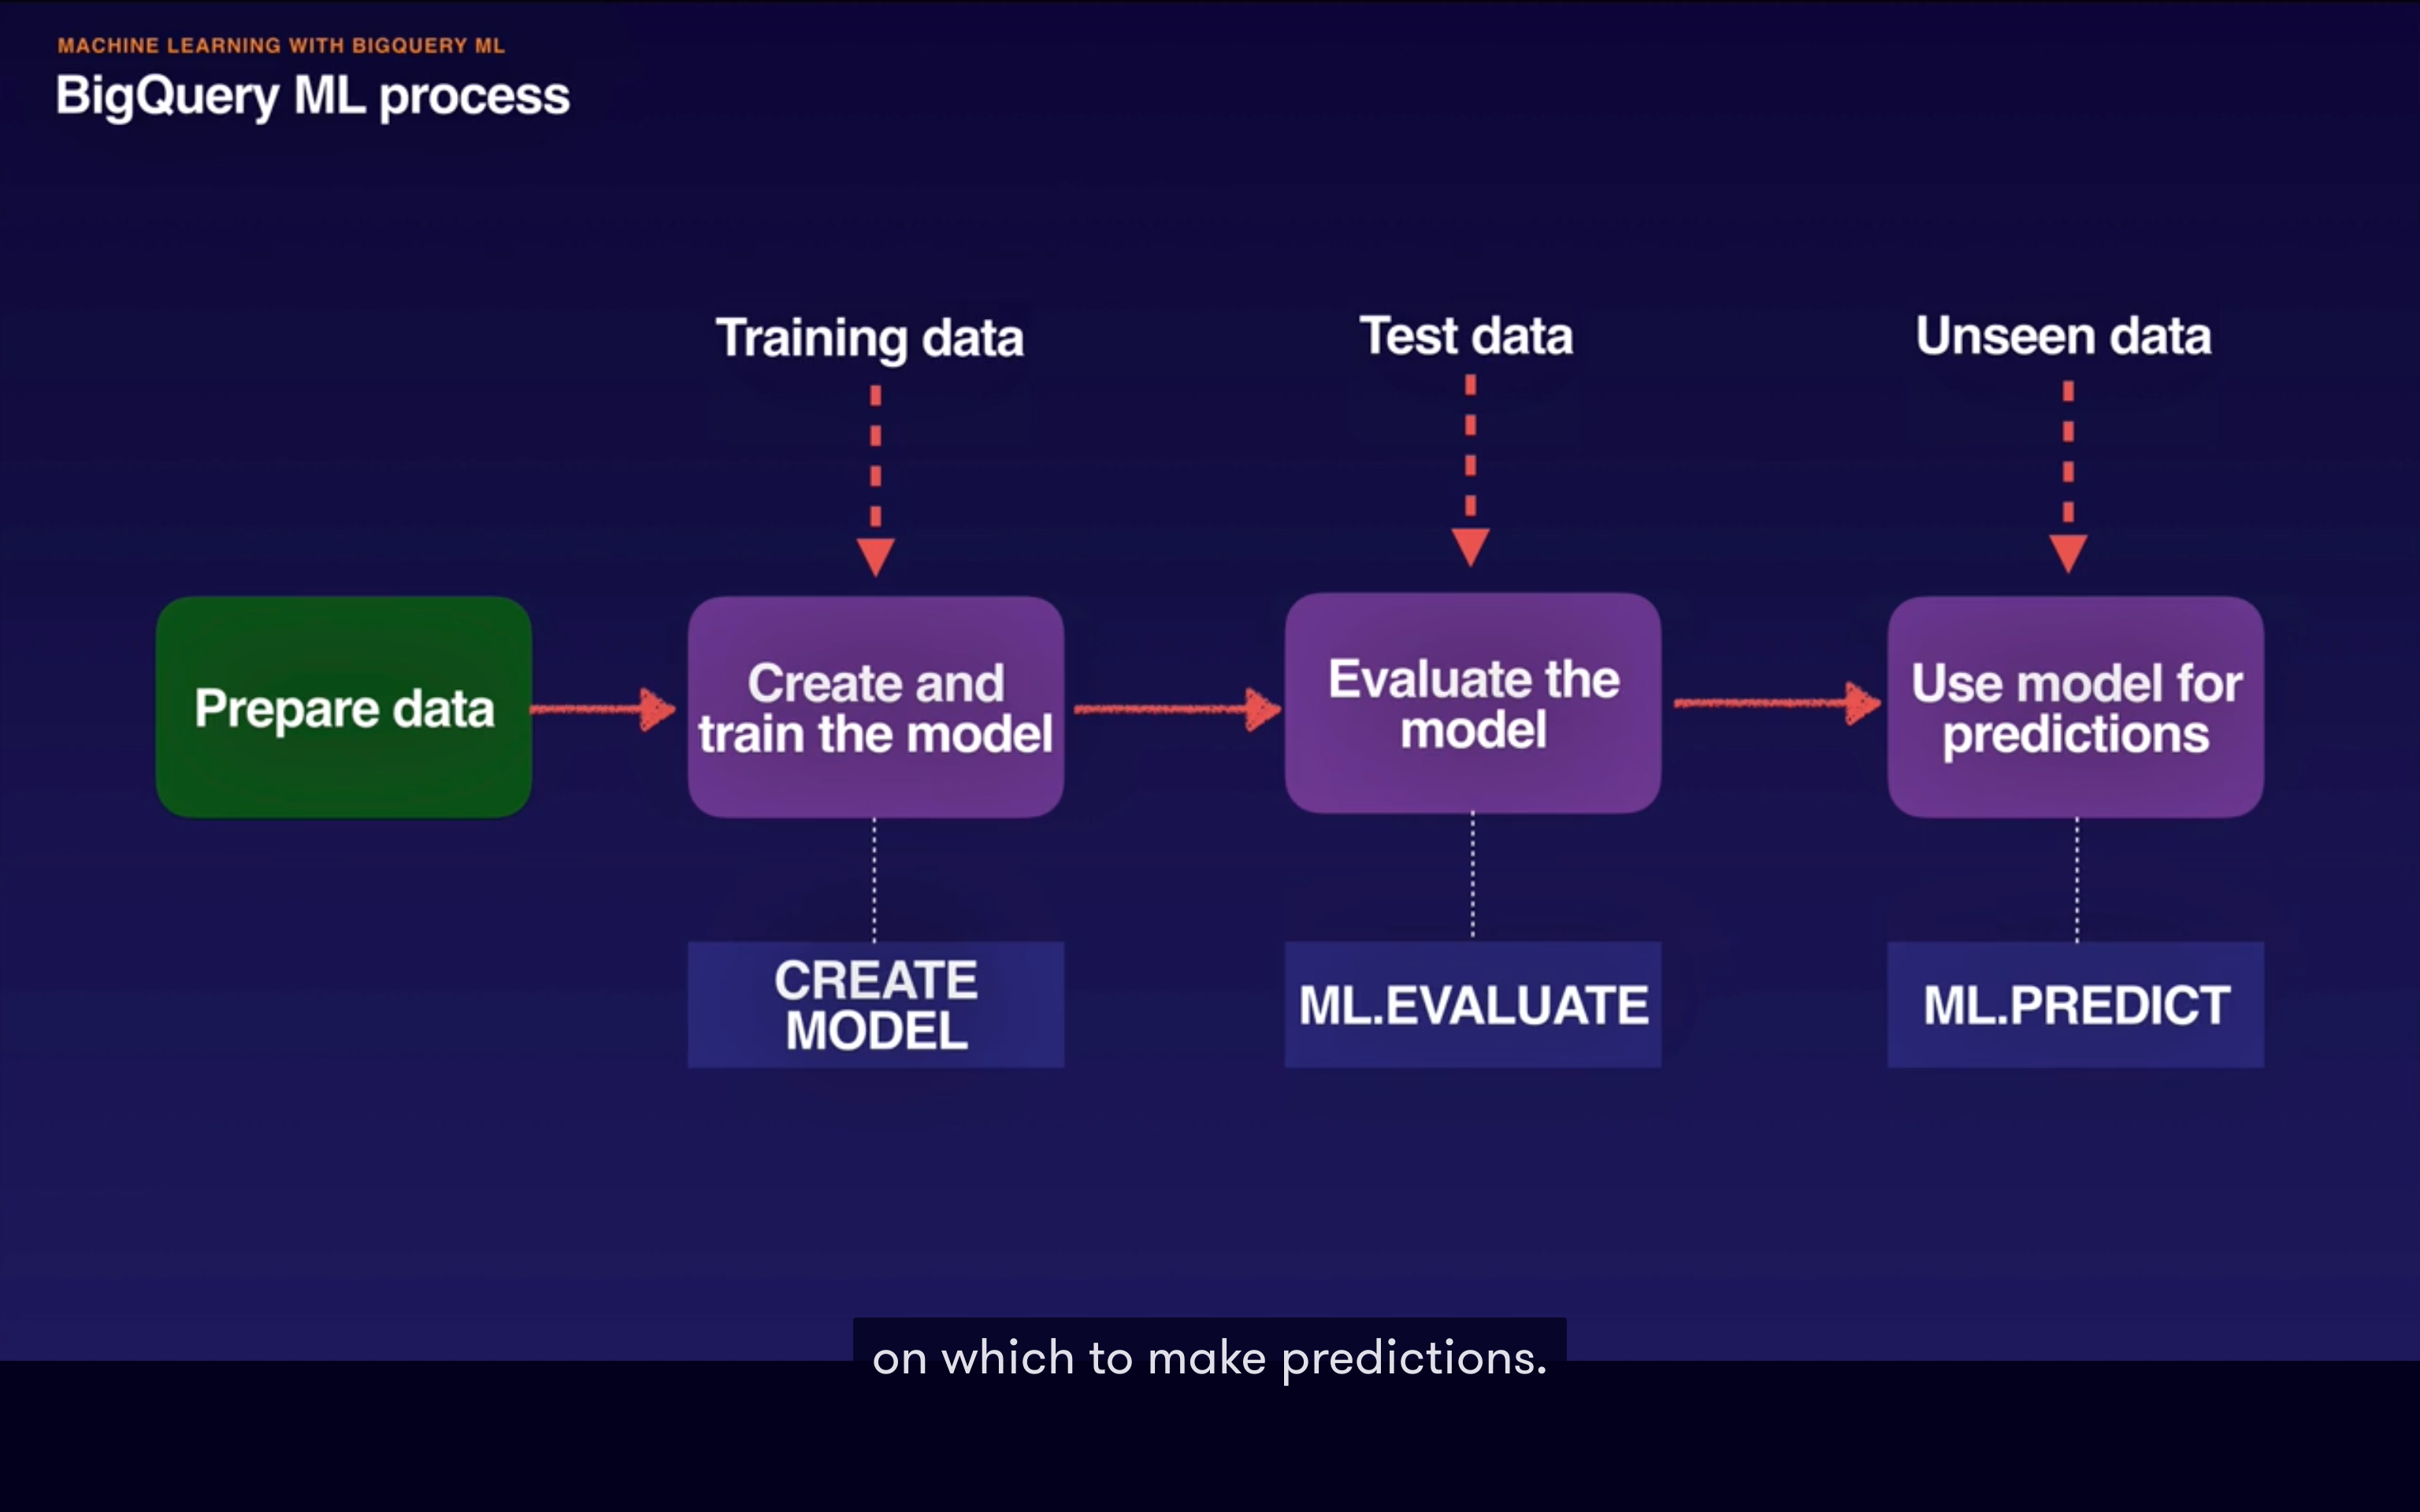 MACHINE LEARNING WITH BIGQUERY ML
BigQuery ML process
Training data
Test data
Unseen data
Prepare data
Create and
train the model
Evaluate the
model
Use model for
predictions
CREATE
MODEL
ML.EVALUATE
ML.PREDICT
on which to make predictions.